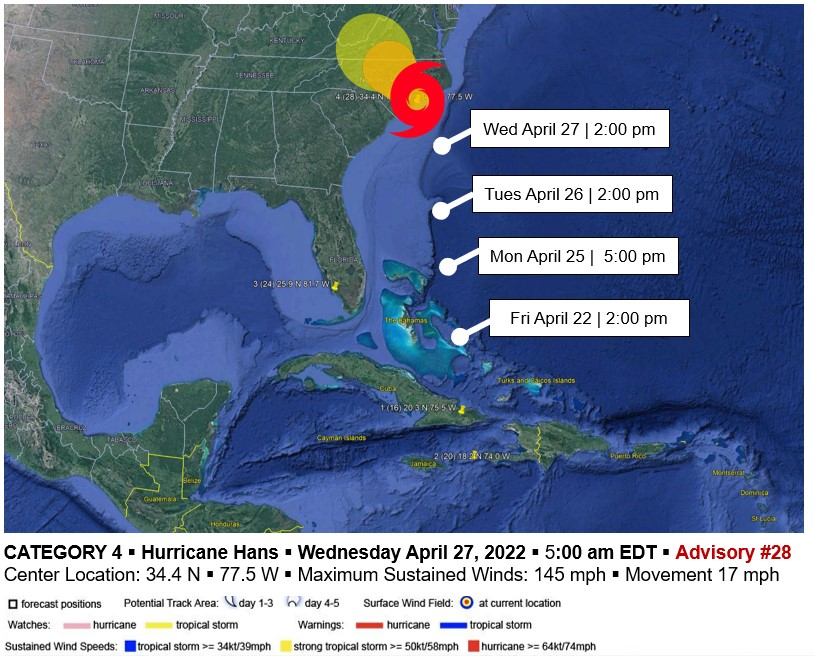 MISSOURI
KENTUCKY
OKLAHOMA
TENNESSEE
ARKANSAS
4 (28) 34.4 N 77.5 W
MISSISSIPPI
Wed April 27 | 2:00 pm
LOUISIANA
Tues April 26 | 2:00 pm
FLORIDA
Mon April 25 | 5:00 pm
3 (24) 25.9 N 81.7 W
Fri April 22 | 2:00 pm
The Bahamas
Turks and Caicos Islands
Cuba
1 (16) 20.3 N 75.5 W
VERACRUZ
TABASCO
Cayman Islands
2 (20) 18.2 N 74.0 W
Jamaica
Puerto Rico
Montserrat
Belize
Dominica
Guatemala
St Lucia
Honduras
CATEGORY 4 ▪ Hurricane Hans ▪ Wednesday April 27, 2022 ▪ 5:00 am EDT ▪ Advisory #28
Center Location: 34.4 N ▪ 77.5 W ▪ Maximum Sustained Winds: 145 mph ▪ Movement 17 mph
forecast positions Potential Track Area: day 1-3 day 4-5 Surface Wind Field: at current location
Watches: hurricane tropical storm Warnings: hurricane tropical storm
Sustained Wind Speeds: tropical storm >= 34kt/39mph strong tropical storm >= 50kt/58mph hurricane >= 64kt/74mph